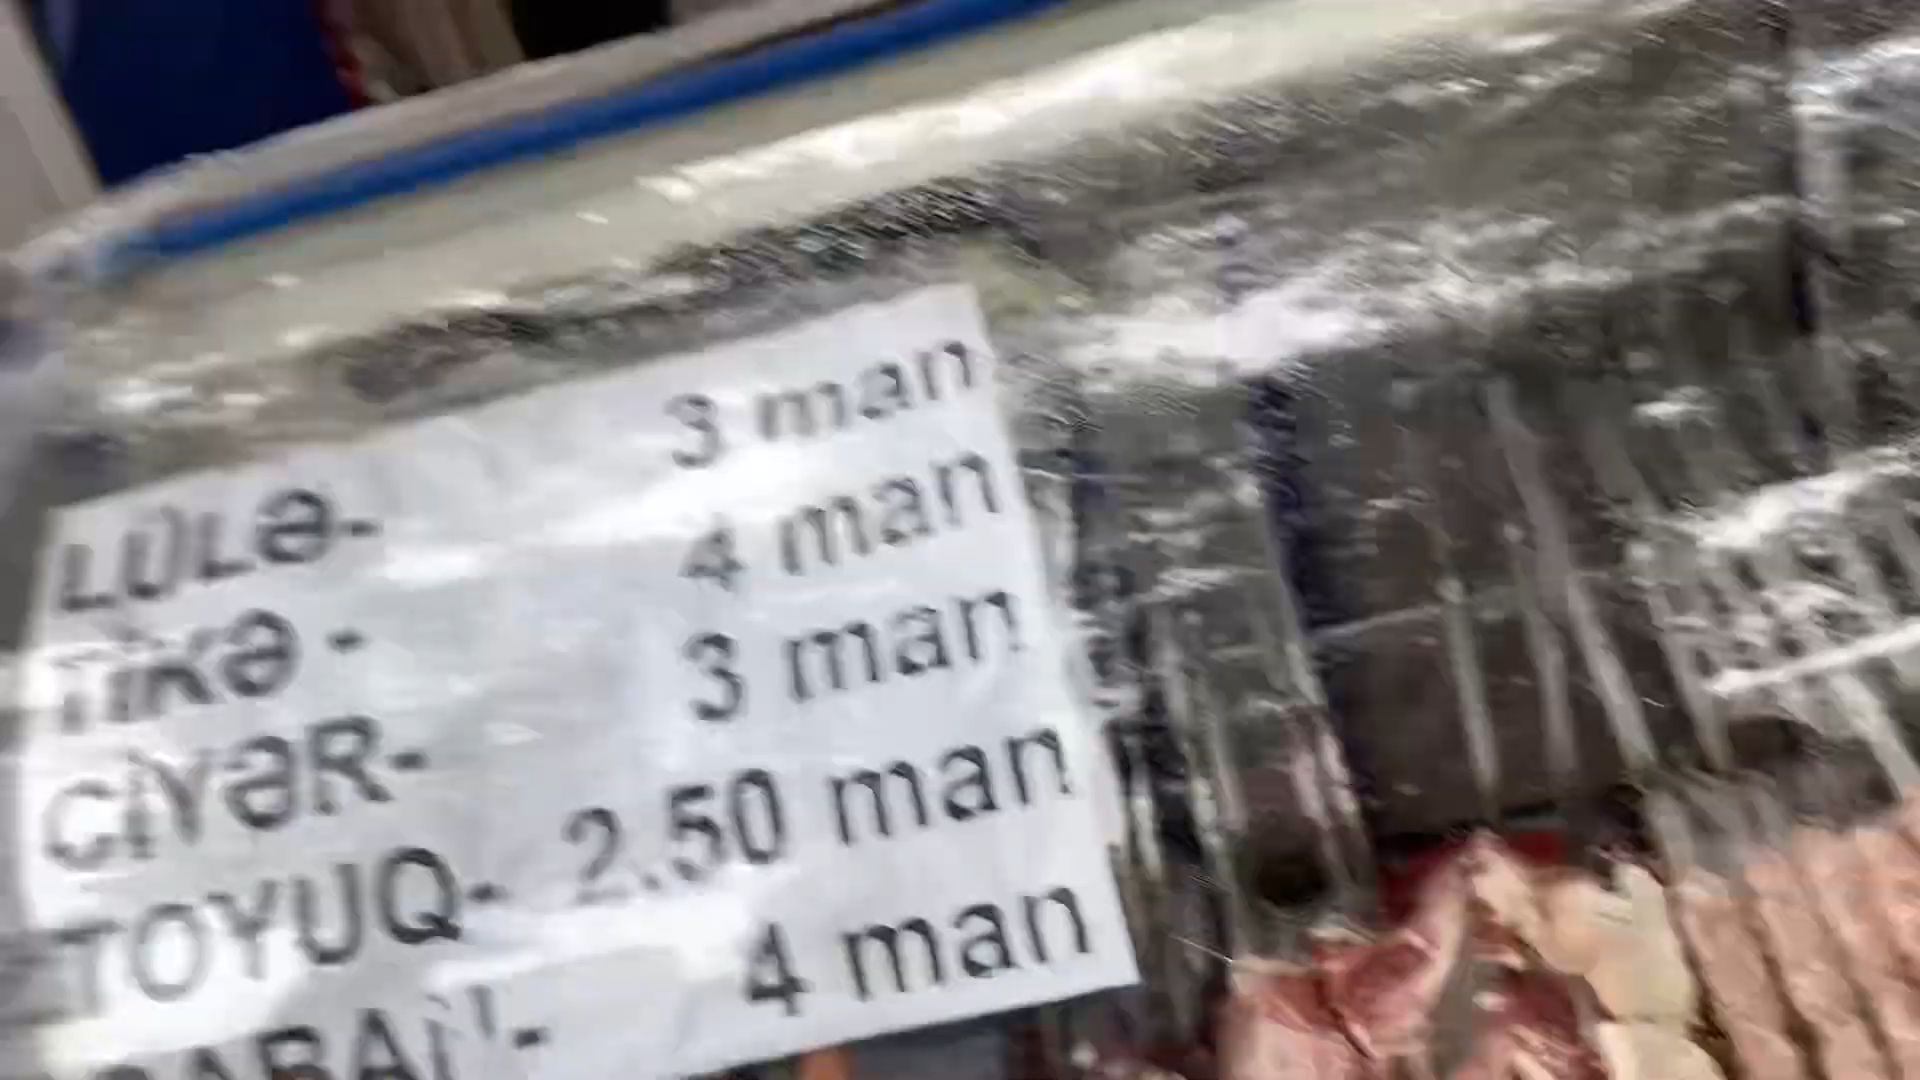 LÜLƏ- 3 man
TİKƏ - 4 man
CİYƏR- 3 man
TOYUQ- 2.50 man
4 man